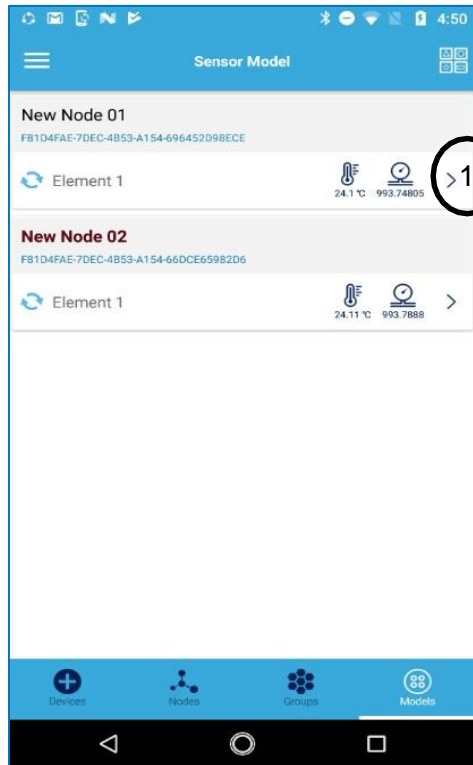 4:50
Sensor Model
New Node 01
F81D4FAE-7DEC-4B53-A154-696452D98ECE
Element 1
24.1 °C 993.74805
1
New Node 02
F81D4FAE-7DEC-4B53-A154-66DCE65982D6
Element 1
24.11 °C 993.7888
Devices Nodes Groups Models